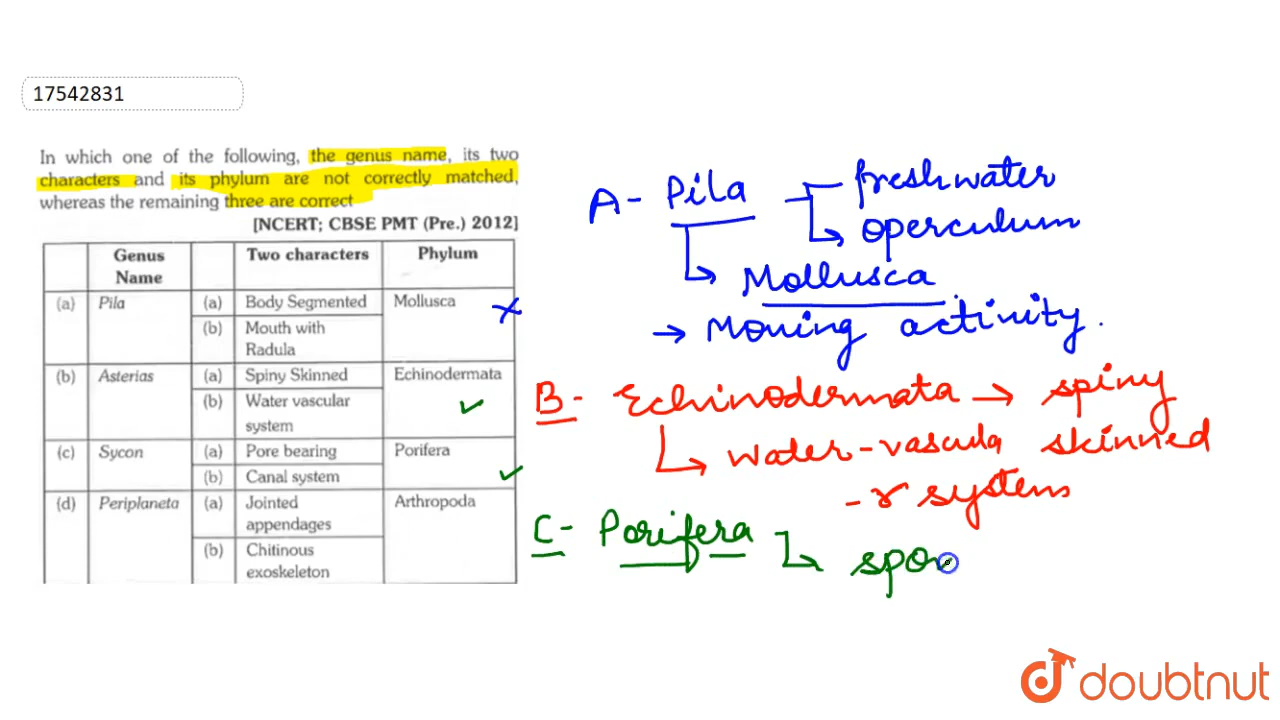 17542831
In which one of the following, the genus name, its two
characters and its phylum are not correctly matched,
whereas the remaining three are correct
[NCERT; CBSE PMT (Pre.) 2012]
Genus Name Two characters Phylum
(a) Pila (a) Body Segmented Mollusca
(b) Mouth with
Radula
(b) Asterias (a) Spiny Skinned Echinodermata
(b) Water vascular
system
(c) Sycon (a) Pore bearing Porifera
(b) Canal system
(d) Periplaneta (a) Jointed Arthropoda
appendages
(b) Chitinous
exoskeleton
A- Pila freshwater
operculum
Mollusca
→ Moning activity.
B- Echinodermata → spiny
water-vascula skinned
-r system
C- Porifera spon
doubtnut